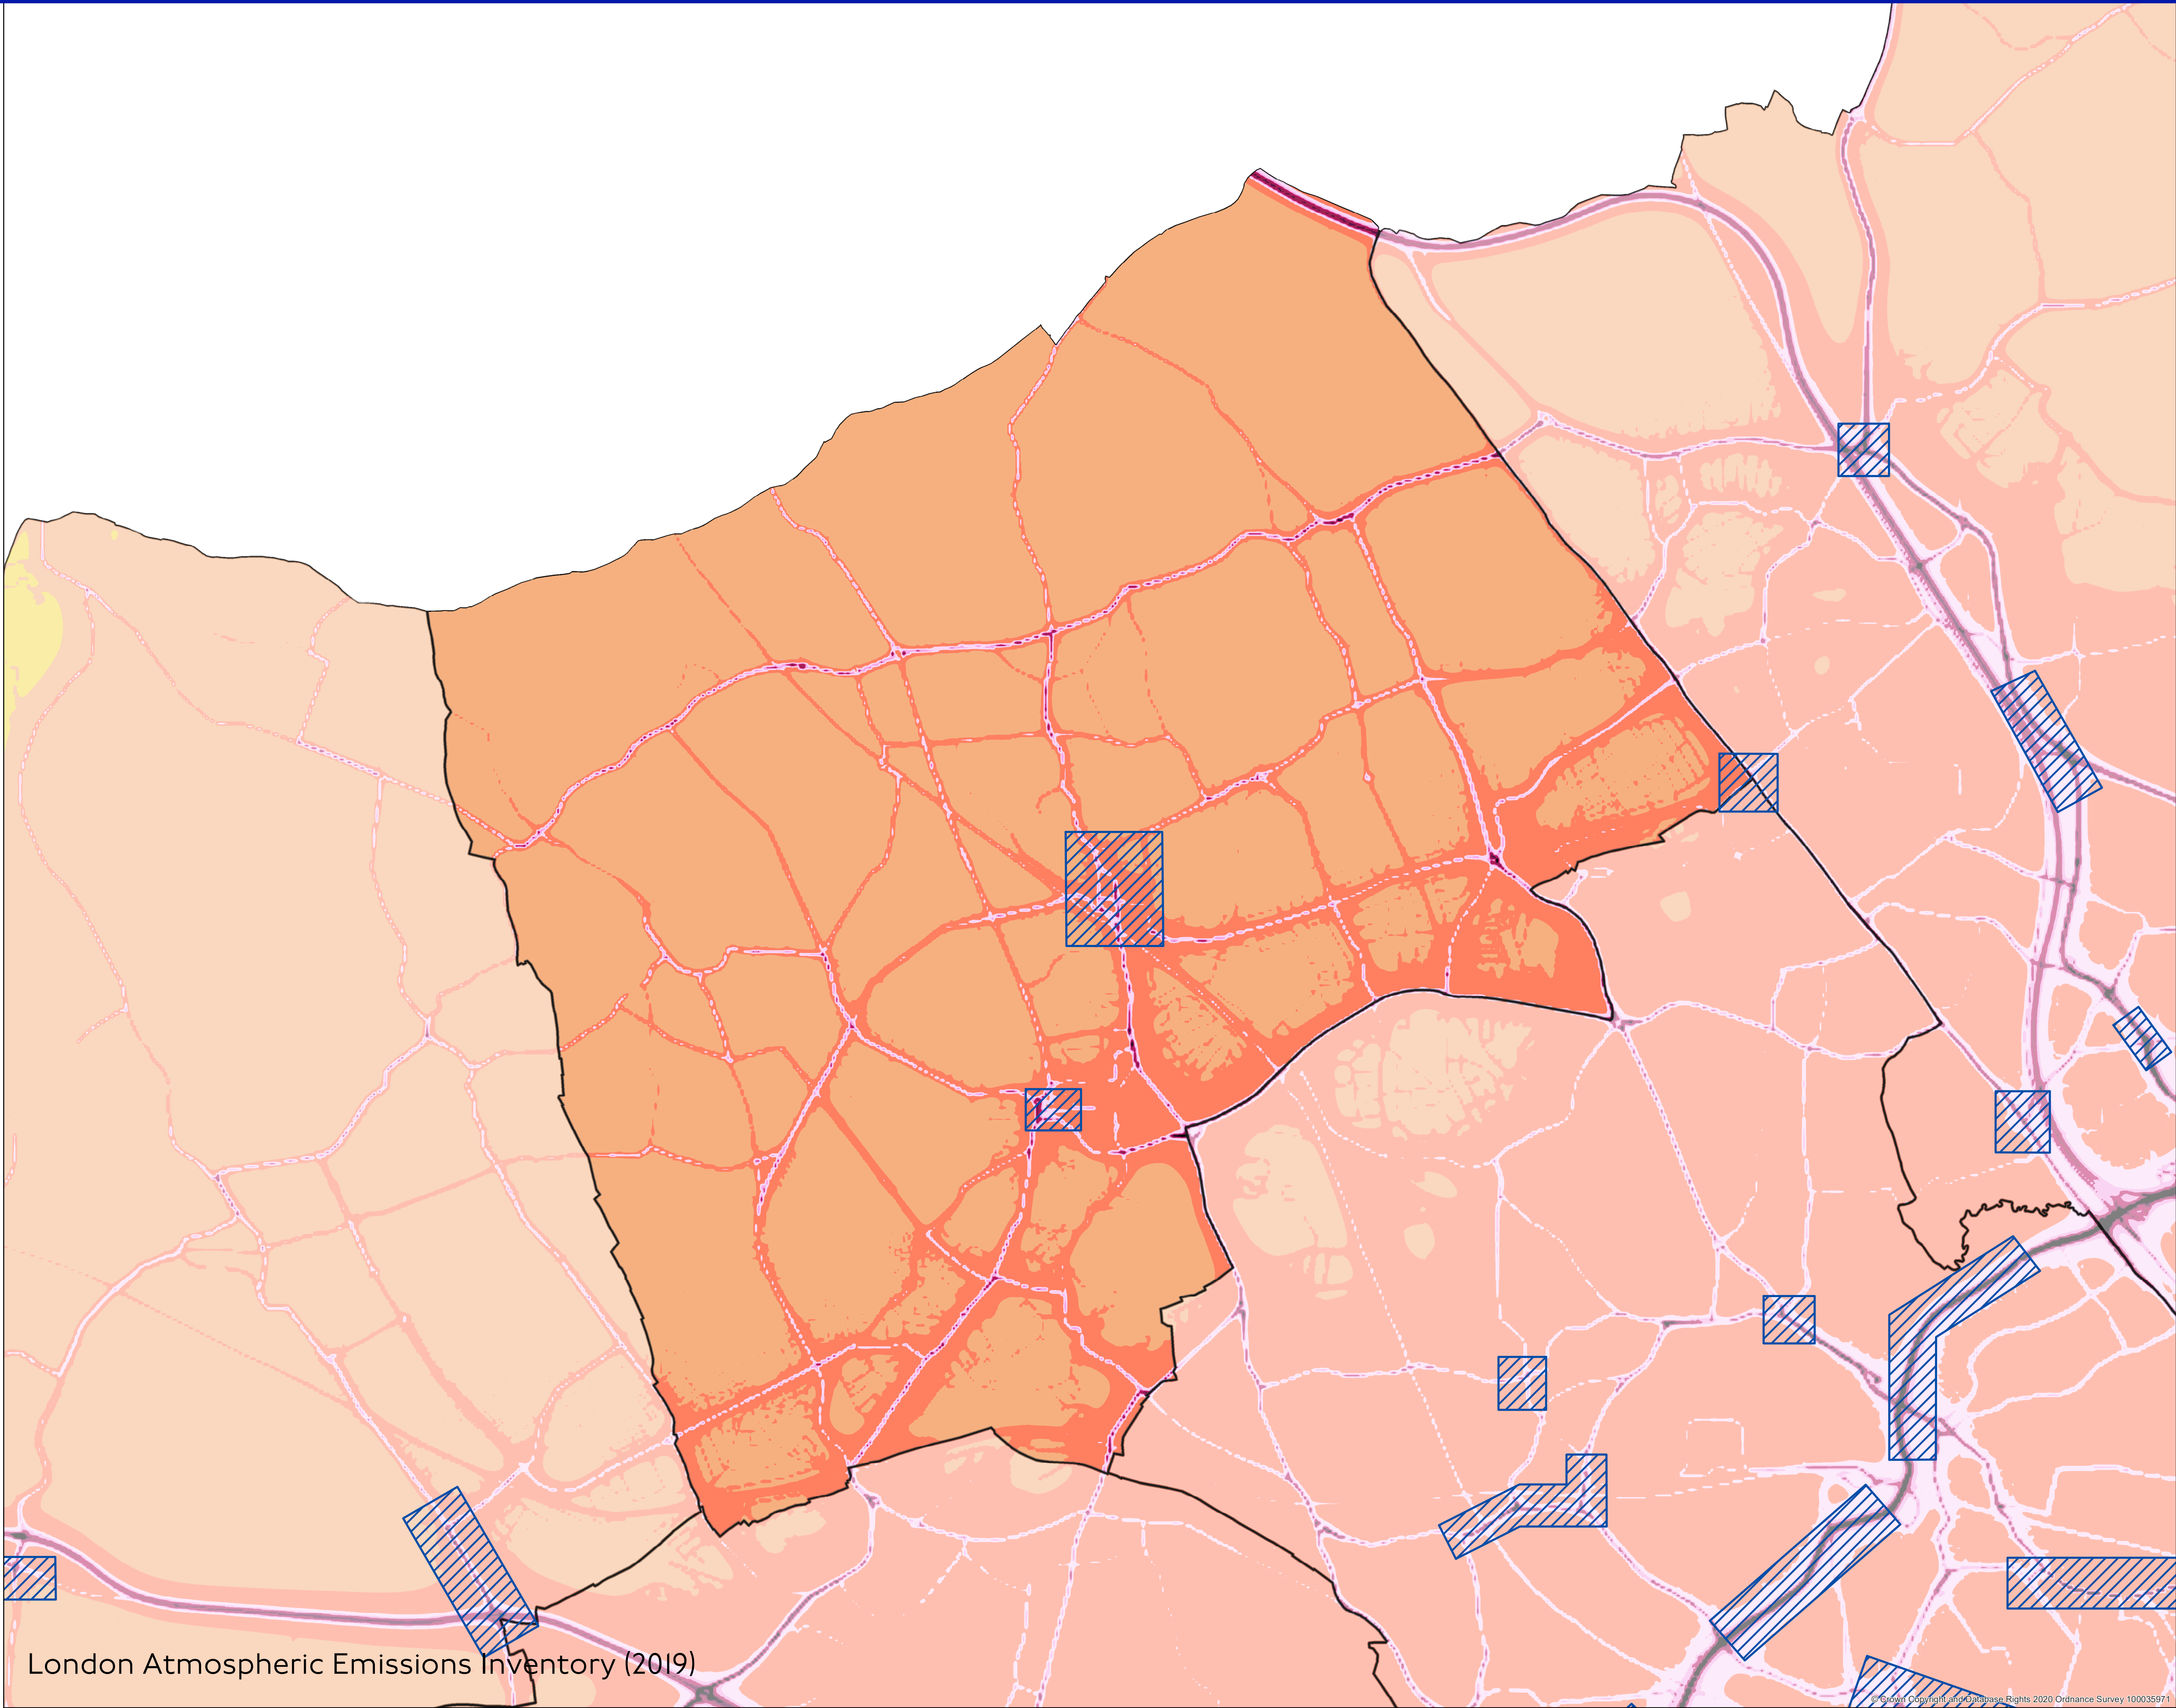 London Atmospheric Emissions Inventory (2019)
© Crown Copyright and Database Rights 2020 Ordnance Survey 100035971